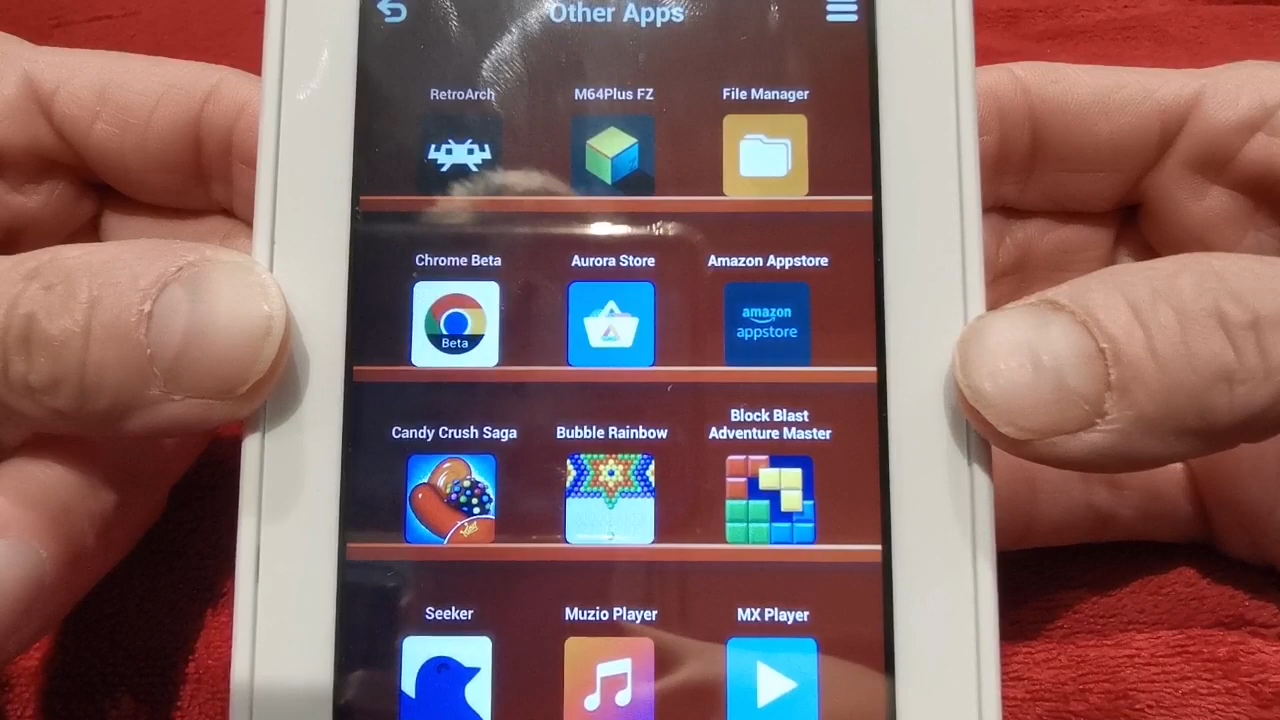 Other Apps
RetroArch
M64Plus FZ
File Manager
Chrome Beta
Aurora Store
Amazon Appstore
Beta
amazon
appstore
Candy Crush Saga
Bubble Rainbow
Block Blast
Adventure Master
Seeker
Muzio Player
MX Player